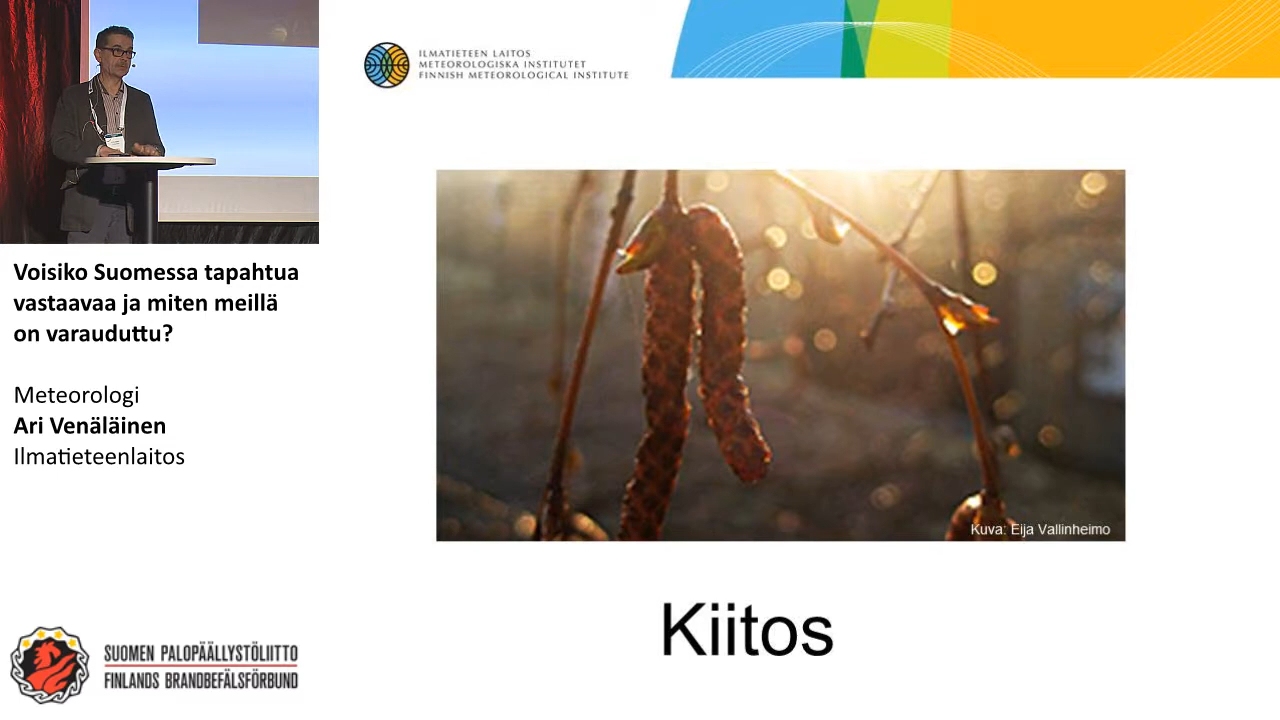 ILMATIETEEN LAITOS
METEOROLOGISKA INSTITUTET
FINNISH METEOROLOGICAL INSTITUTE
Voisiko Suomessa tapahtua
vastaavaa ja miten meillä
on varauduttu?
Meteorologi
Ari Venäläinen
Ilmatieteenlaitos
Kuva: Eija Vallinheimo
Kiitos
SUOMEN PALOPÄÄLLYSTÖLIITTO
FINLANDS BRANDBEFÄLSFÖRBUND